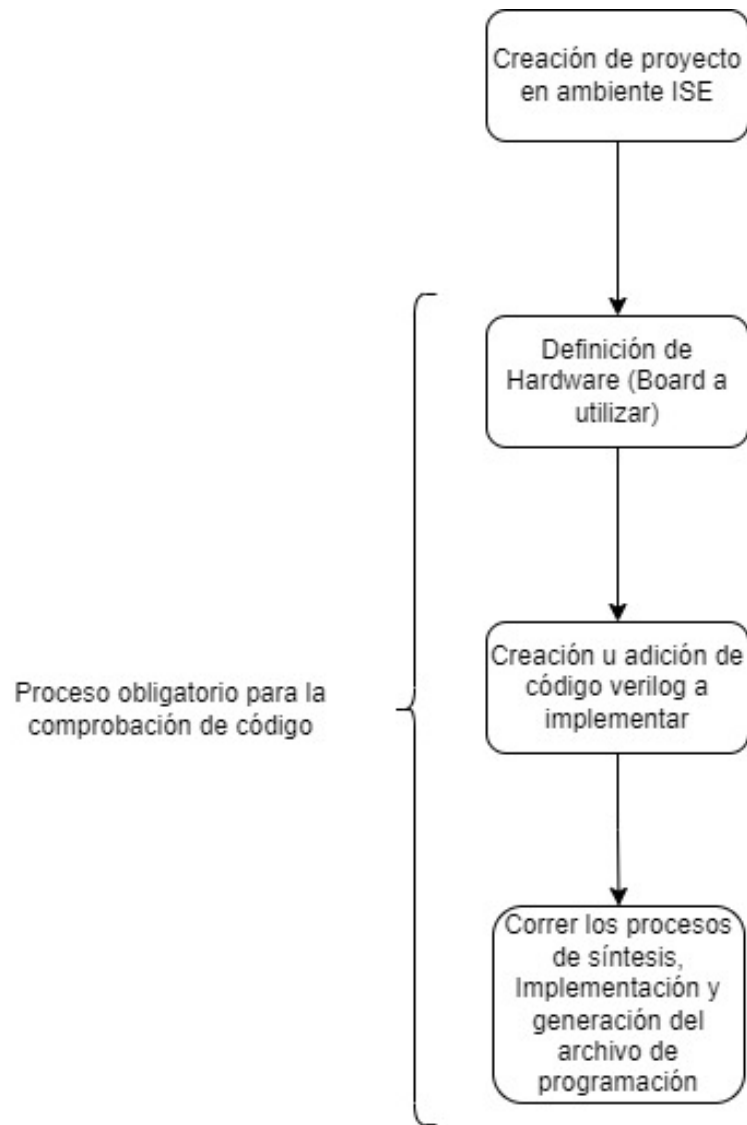 Creación de proyecto
en ambiente ISE
Definición de
Hardware (Board a
utilizar)
Creación u adición de
código verilog a
implementar
Proceso obligatorio para la
comprobación de código
Correr los procesos
de síntesis,
Implementación y
generación del
archivo de
programación